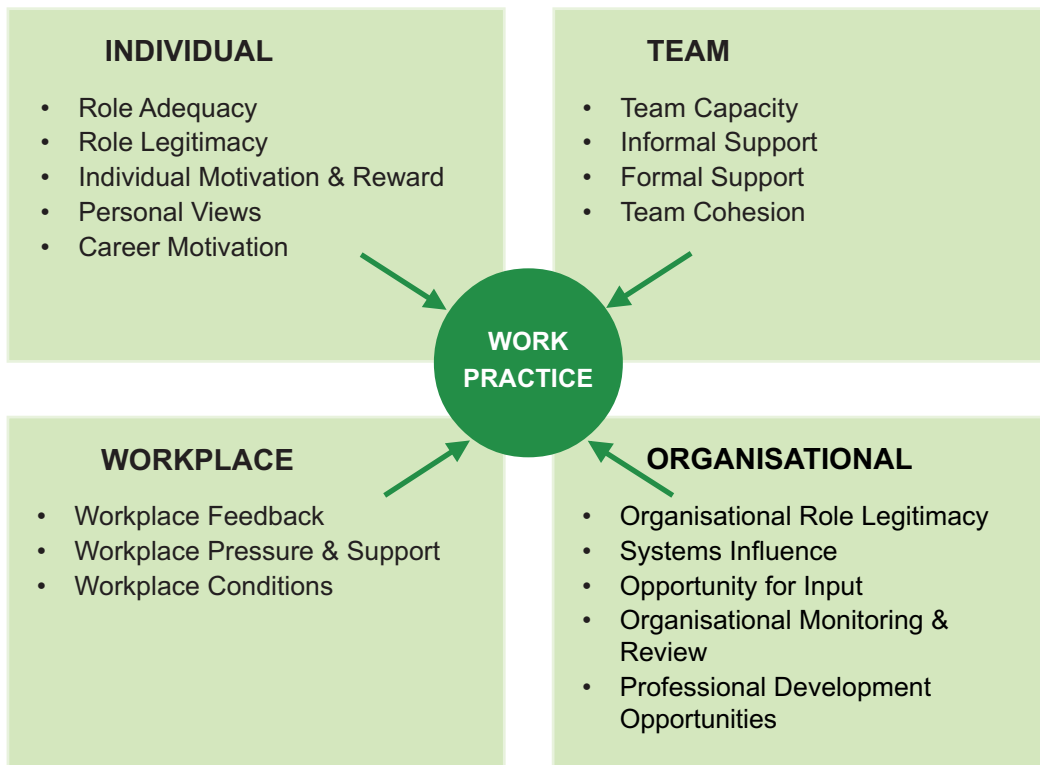 INDIVIDUAL
• Role Adequacy
• Role Legitimacy
• Individual Motivation & Reward
• Personal Views
• Career Motivation
TEAM
• Team Capacity
• Informal Support
• Formal Support
• Team Cohesion
WORK
PRACTICE
WORKPLACE
• Workplace Feedback
• Workplace Pressure & Support
• Workplace Conditions
ORGANISATIONAL
• Organisational Role Legitimacy
• Systems Influence
• Opportunity for Input
• Organisational Monitoring &
Review
• Professional Development
Opportunities